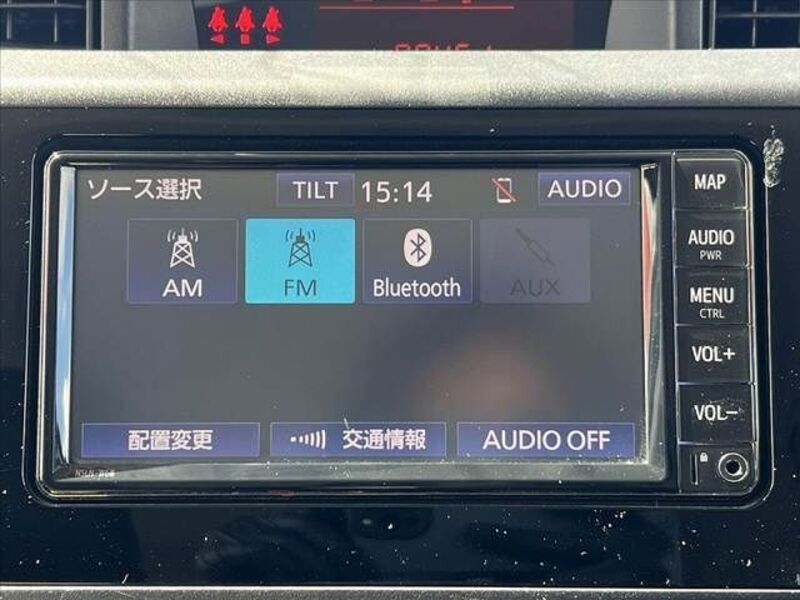 ソース選択
TILT
15:14
AUDIO
AM
FM
Bluetooth
AUX
配置変更
交通情報
AUDIO OFF
MAP
AUDIO
PWR
MENU
CTRL
VOL+
VOL-